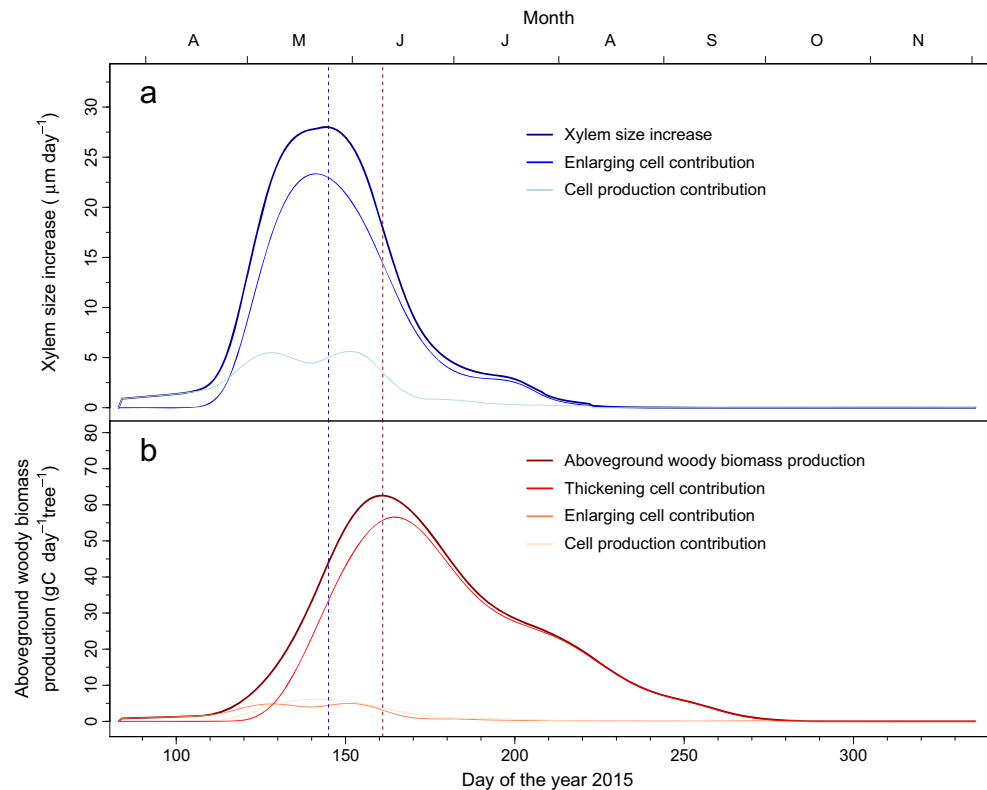 Month
A M J J A S O N
a
Xylem size increase ( μm day⁻¹)
30
25
20
15
10
5
0
Xylem size increase
Enlarging cell contribution
Cell production contribution
b
Aboveground woody biomass
production (gC day⁻¹tree⁻¹)
80
70
60
50
40
30
20
10
0
Aboveground woody biomass production
Thickening cell contribution
Enlarging cell contribution
Cell production contribution
100 150 200 250 300
Day of the year 2015